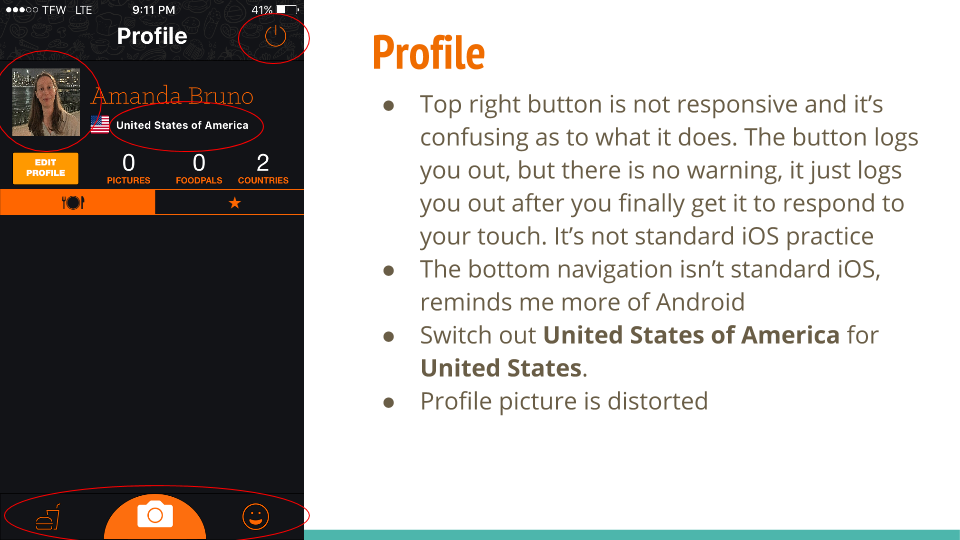 TFW LTE 9:11 PM 41%
Profile
Amanda Bruno
United States of America
EDIT PROFILE
0 PICTURES
0 FOODPALS
2 COUNTRIES
Profile
● Top right button is not responsive and it’s
confusing as to what it does. The button logs
you out, but there is no warning, it just logs
you out after you finally get it to respond to
your touch. It’s not standard iOS practice
● The bottom navigation isn’t standard iOS,
reminds me more of Android
● Switch out United States of America for
United States.
● Profile picture is distorted